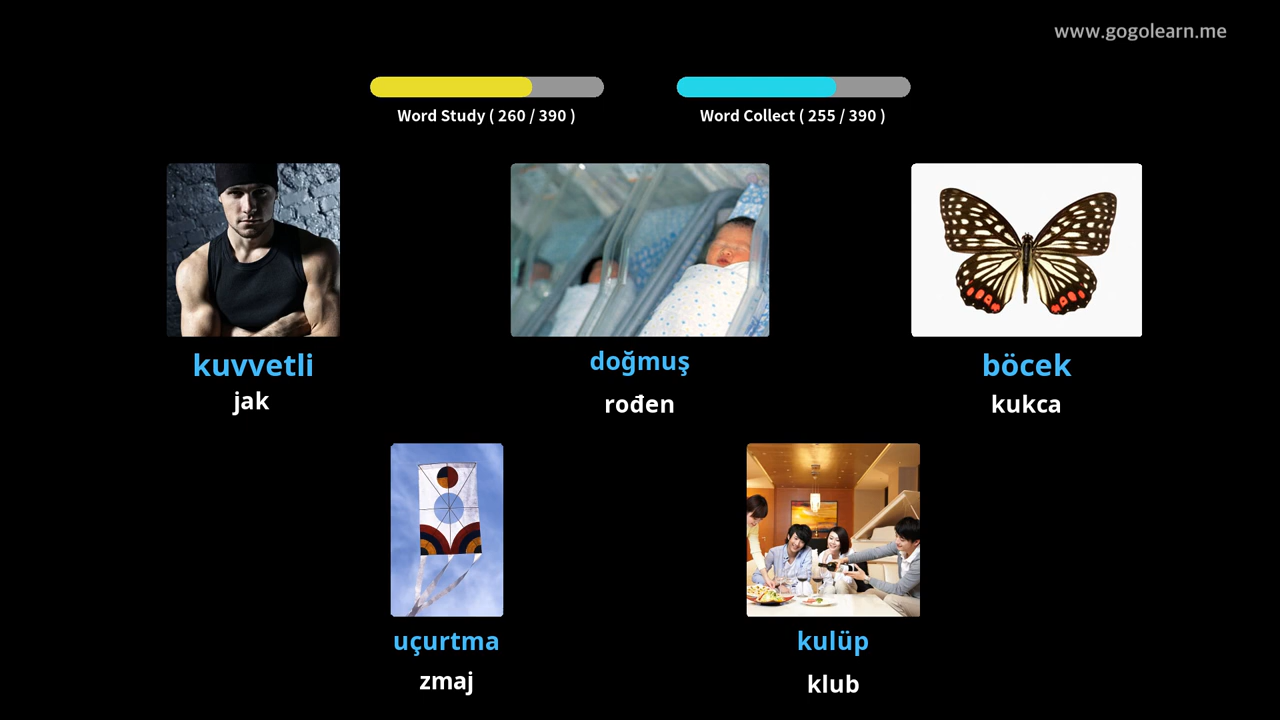 www.gogolearn.me
Word Study ( 260 / 390 )
Word Collect ( 255 / 390 )
kuvvetli
jak
doğmuş
rođen
böcek
kukca
uçurtma
zmaj
kulüp
klub